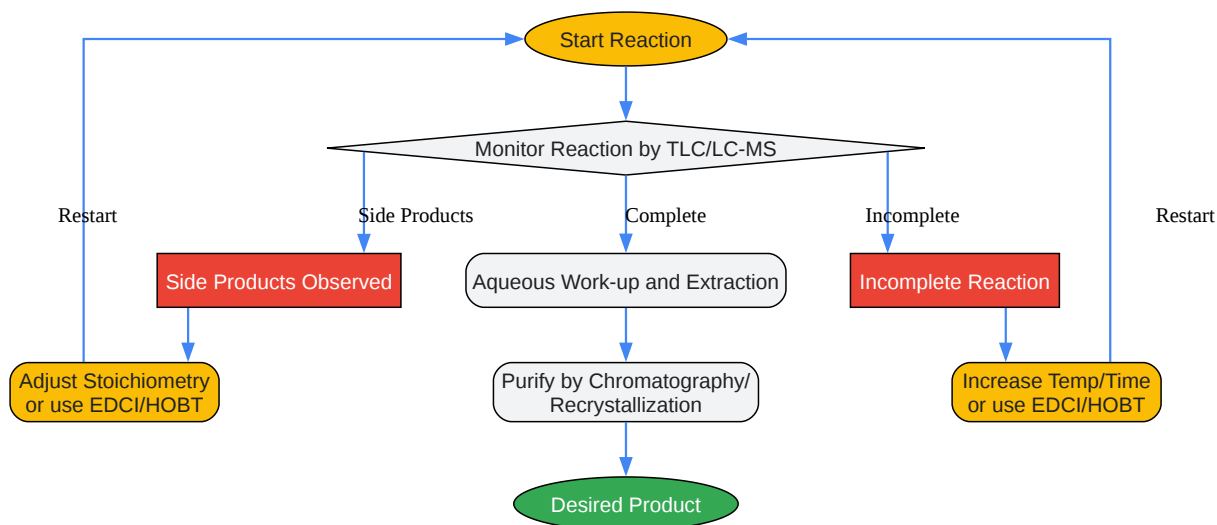 Start Reaction
Monitor Reaction by TLC/LC-MS
Restart
Side Products
Complete
Incomplete
Restart
Side Products Observed
Aqueous Work-up and Extraction
Incomplete Reaction
Adjust Stoichiometry
or use EDCI/HOBT
Purify by Chromatography/
Recrystallization
Increase Temp/Time
or use EDCI/HOBT
Desired Product